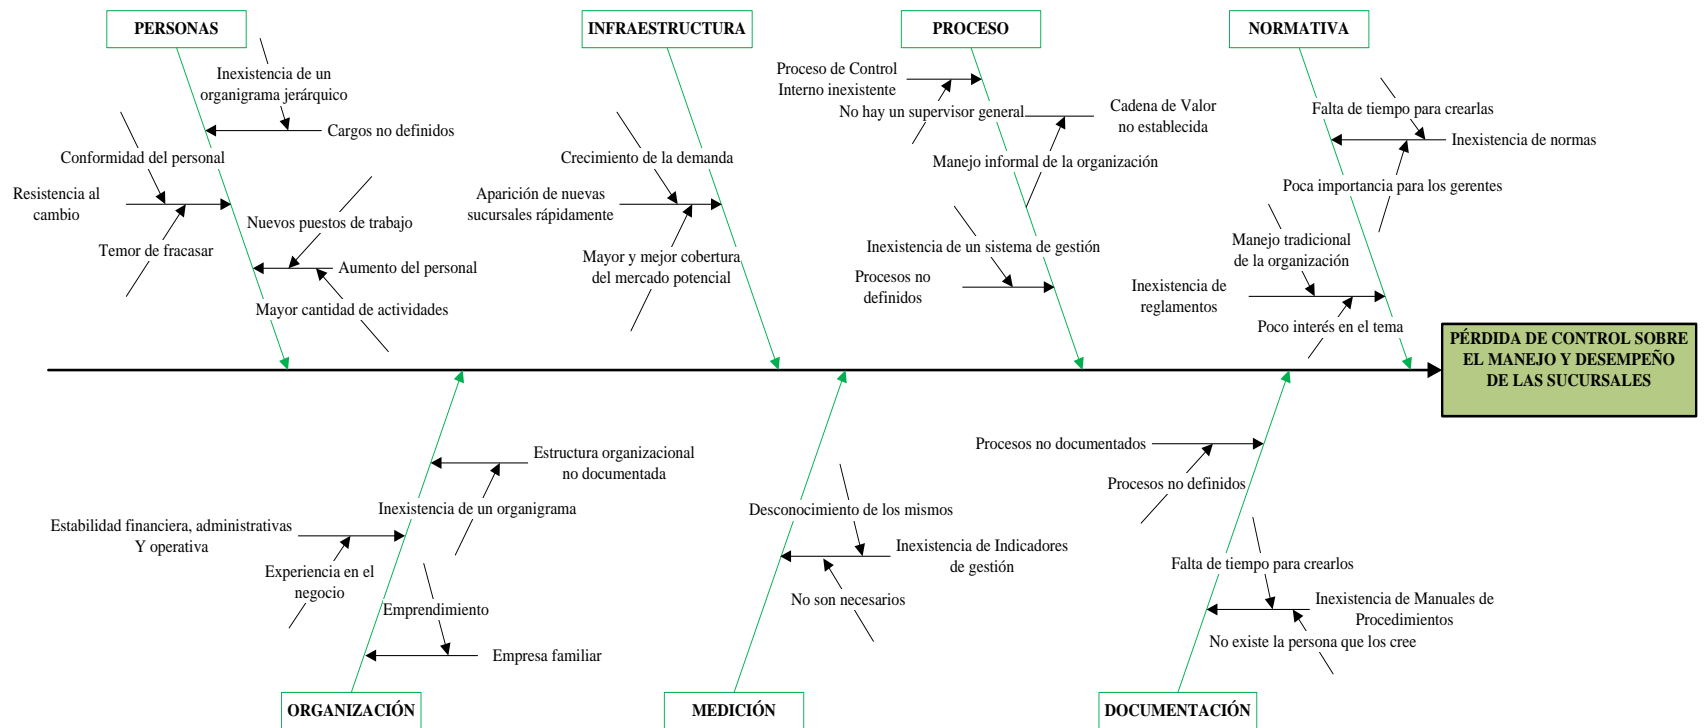 PERSONAS
INFRAESTRUCTURA
PROCESO
NORMATIVA
Inexistencia de un
organigrama jerárquico
Cargos no definidos
Conformidad del personal
Resistencia al
cambio
Temor de fracasar
Nuevos puestos de trabajo
Aumento del personal
Mayor cantidad de actividades
Crecimiento de la demanda
Aparición de nuevas
sucursales rápidamente
Mayor y mejor cobertura
del mercado potencial
Proceso de Control
Interno inexistente
No hay un supervisor general
Cadena de Valor
no establecida
Manejo informal de la organización
Inexistencia de un sistema de gestión
Procesos no
definidos
Falta de tiempo para crearlas
Inexistencia de normas
Poca importancia para los gerentes
Manejo tradicional
de la organización
Inexistencia de
reglamentos
Poco interés en el tema
PÉRDIDA DE CONTROL SOBRE
EL MANEJO Y DESEMPEÑO
DE LAS SUCURSALES
Estructura organizacional
no documentada
Inexistencia de un organigrama
Estabilidad financiera, administrativas
Y operativa
Experiencia en el
negocio
Emprendimiento
Empresa familiar
Desconocimiento de los mismos
Inexistencia de Indicadores
de gestión
No son necesarios
Procesos no documentados
Procesos no definidos
Falta de tiempo para crearlos
Inexistencia de Manuales de
Procedimientos
No existe la persona que los cree
ORGANIZACIÓN
MEDICIÓN
DOCUMENTACIÓN